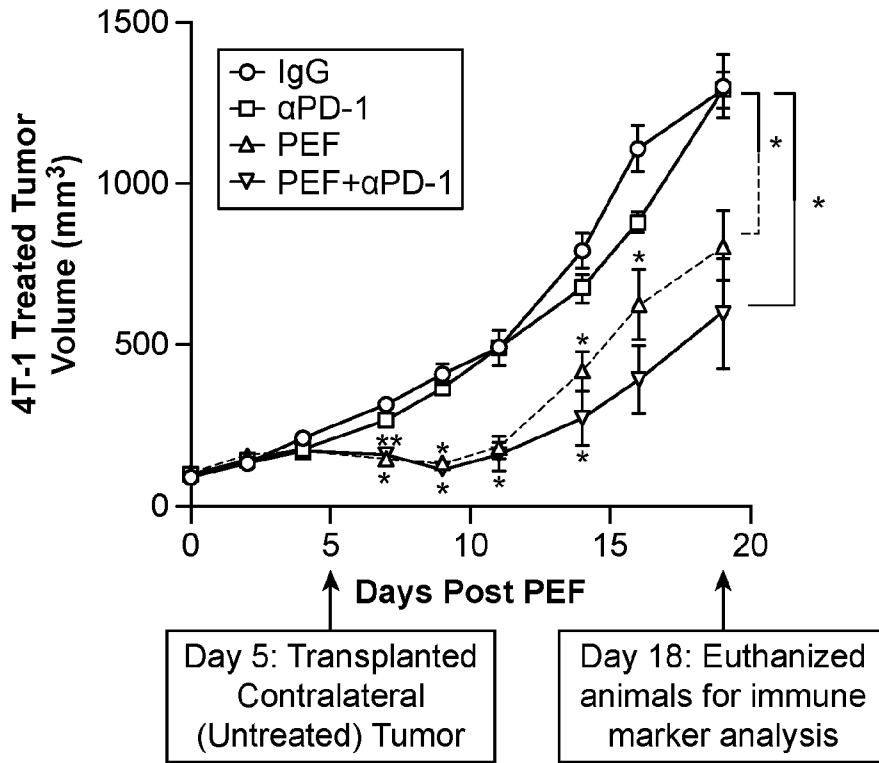 4T-1 Treated Tumor
Volume (mm³)
1500
1000
500
0
IgG
αPD-1
PEF
PEF+αPD-1
*
*
*
*
**
*
*
*
*
*
*
0 5 10 15 20
Days Post PEF
Day 5: Transplanted
Contralateral
(Untreated) Tumor
Day 18: Euthanized
animals for immune
marker analysis